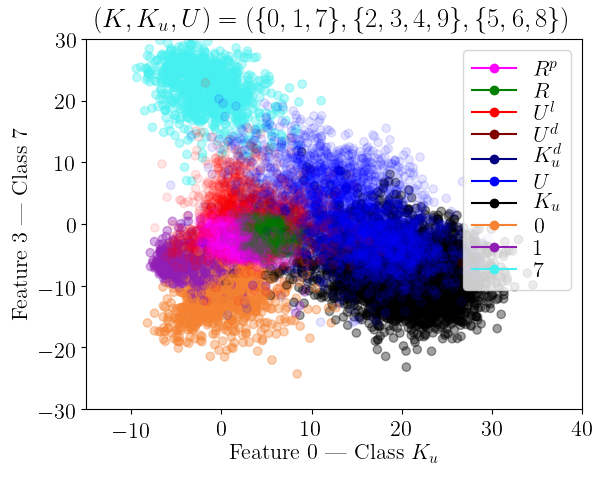 (K, K_u, U) = ({0, 1, 7}, {2, 3, 4, 9}, {5, 6, 8})
30
20
10
0
−10
−20
−30
Feature 3 — Class 7
R^p
R
U^l
U^d
K_u^d
U
K_u
0
1
7
−10
0
10
20
30
40
Feature 0 — Class K_u